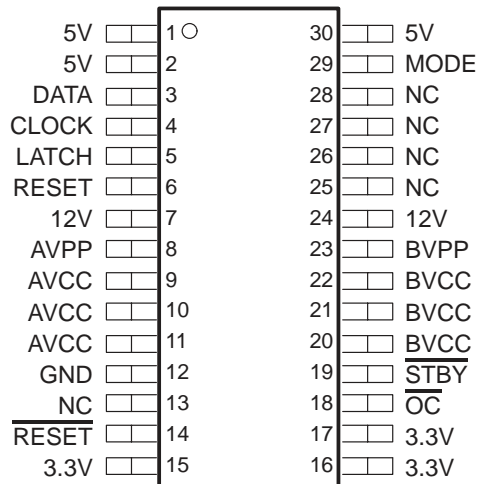 5V 1 30 5V
5V 2 29 MODE
DATA 3 28 NC
CLOCK 4 27 NC
LATCH 5 26 NC
RESET 6 25 NC
12V 7 24 12V
AVPP 8 23 BVPP
AVCC 9 22 BVCC
AVCC 10 21 BVCC
AVCC 11 20 BVCC
GND 12 19 S̅T̅B̅Y̅
NC 13 18 O̅C̅
R̅E̅S̅E̅T̅ 14 17 3.3V
3.3V 15 16 3.3V